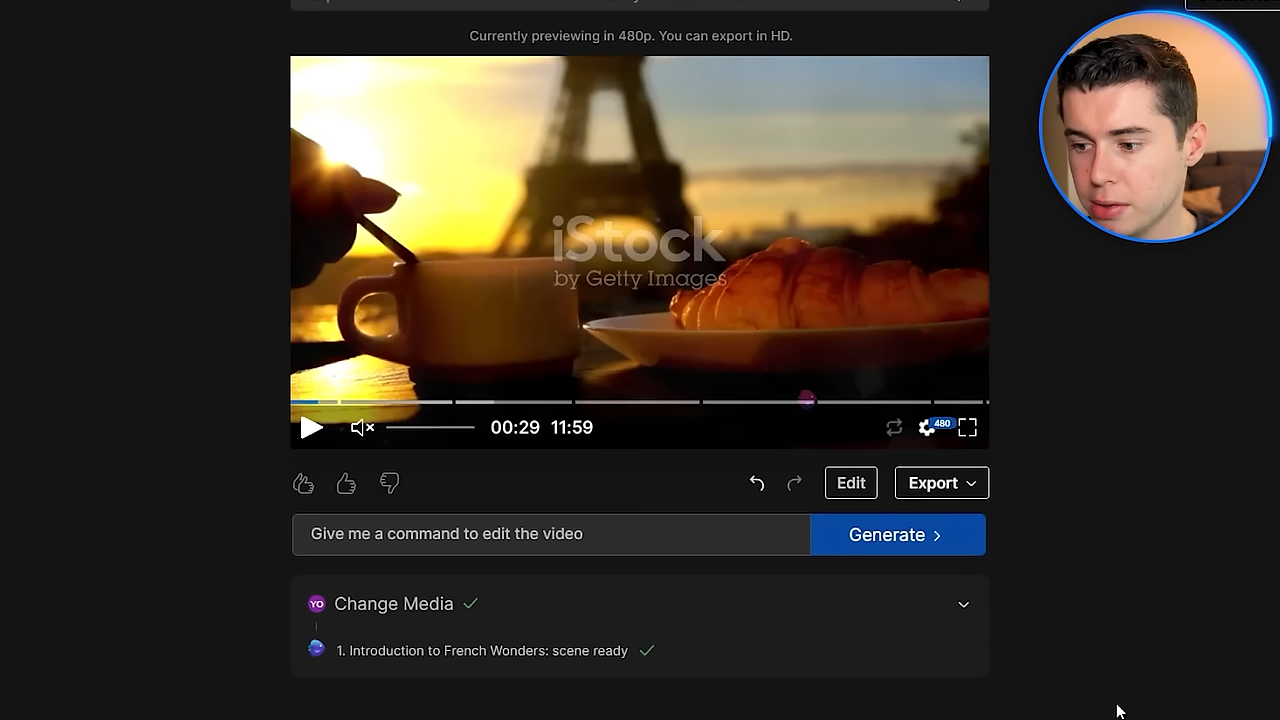 Currently previewing in 480p. You can export in HD.
iStock
by Getty Images
00:29 11:59
480
Edit
Export
Give me a command to edit the video
Generate
YO Change Media
1. Introduction to French Wonders: scene ready